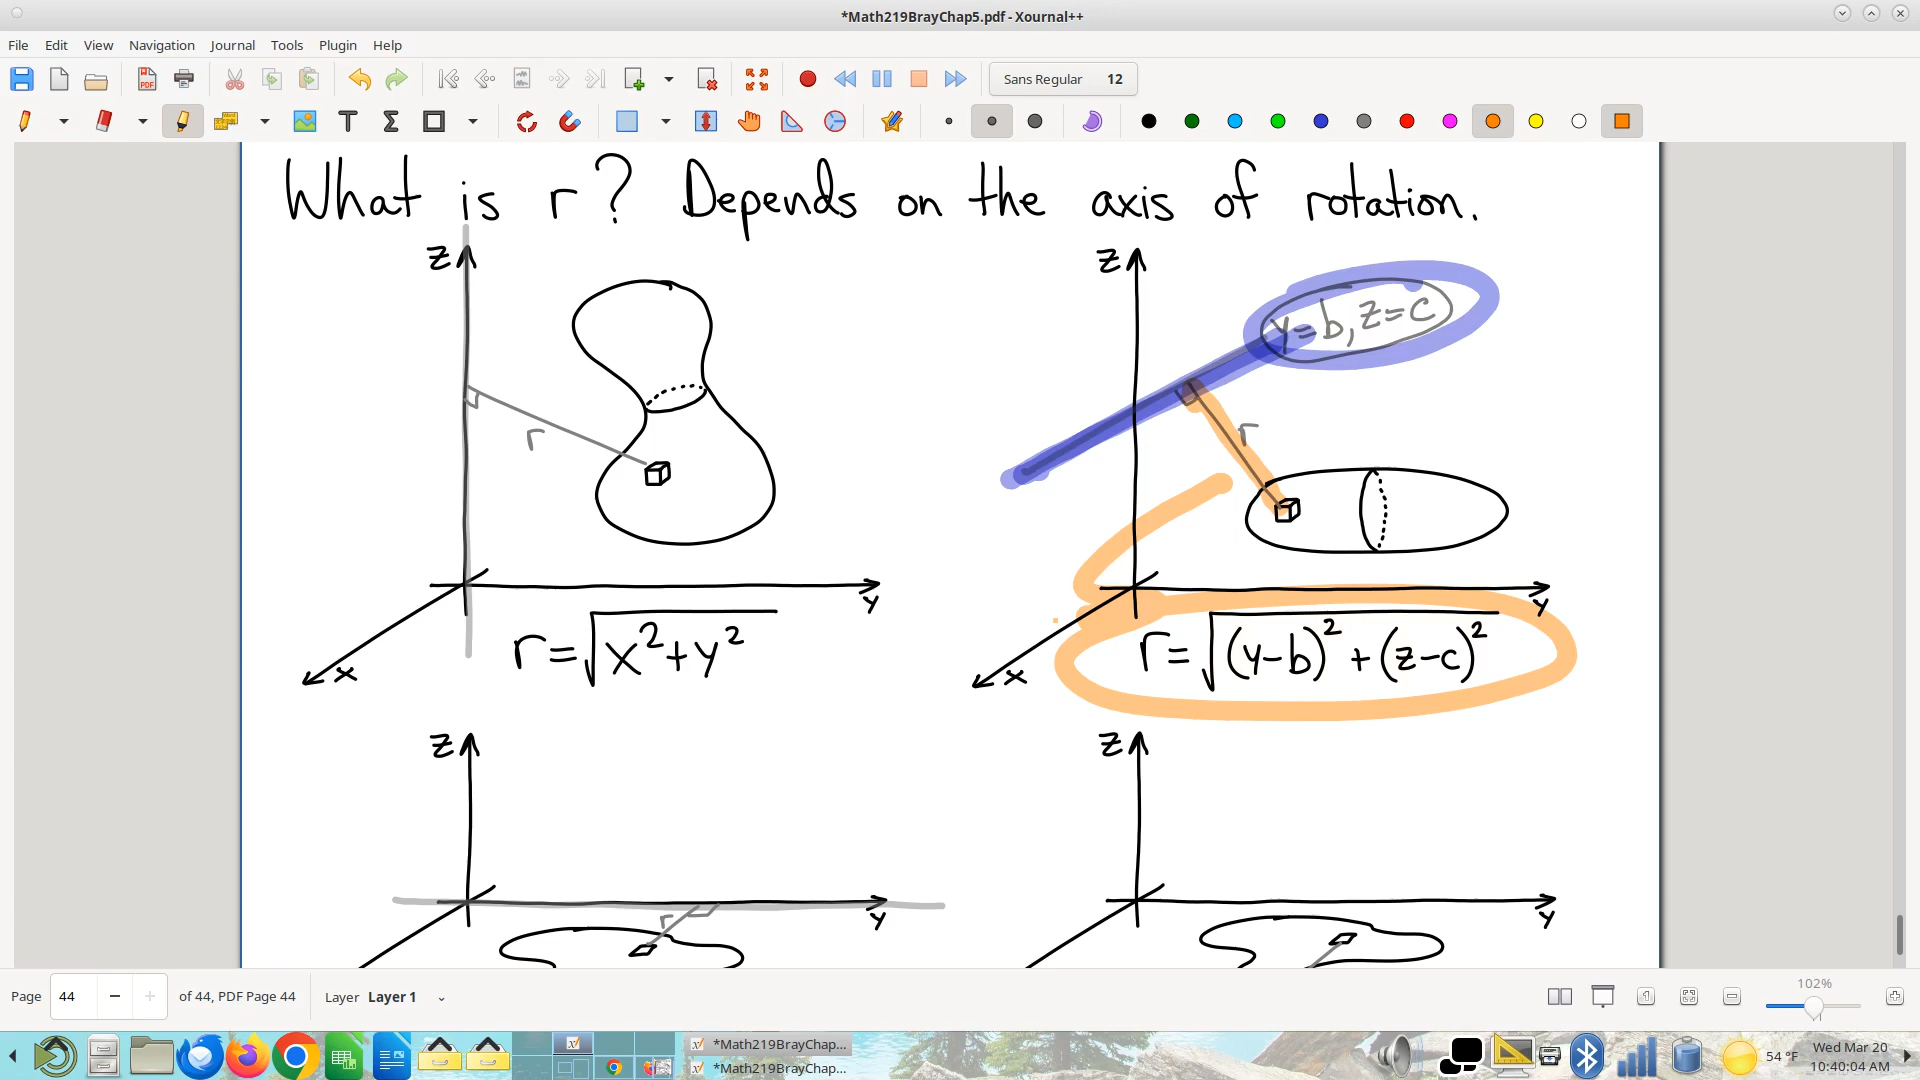 *Math219BrayChap5.pdf - Xournal++
File Edit View Navigation Journal Tools Plugin Help
PDF
Sans Regular 12
What is r? Depends on the axis of rotation.
z
z
y=b, z=c
r
r
y
y
x
x
r=√x²+y²
r=√(y-b)²+(z-c)²
z
z
r
y
y
Page 44 of 44, PDF Page 44 Layer Layer 1
102%
*Math219BrayChap...
*Math219BrayChap...
54 °F
Wed Mar 20
10:40:04 AM